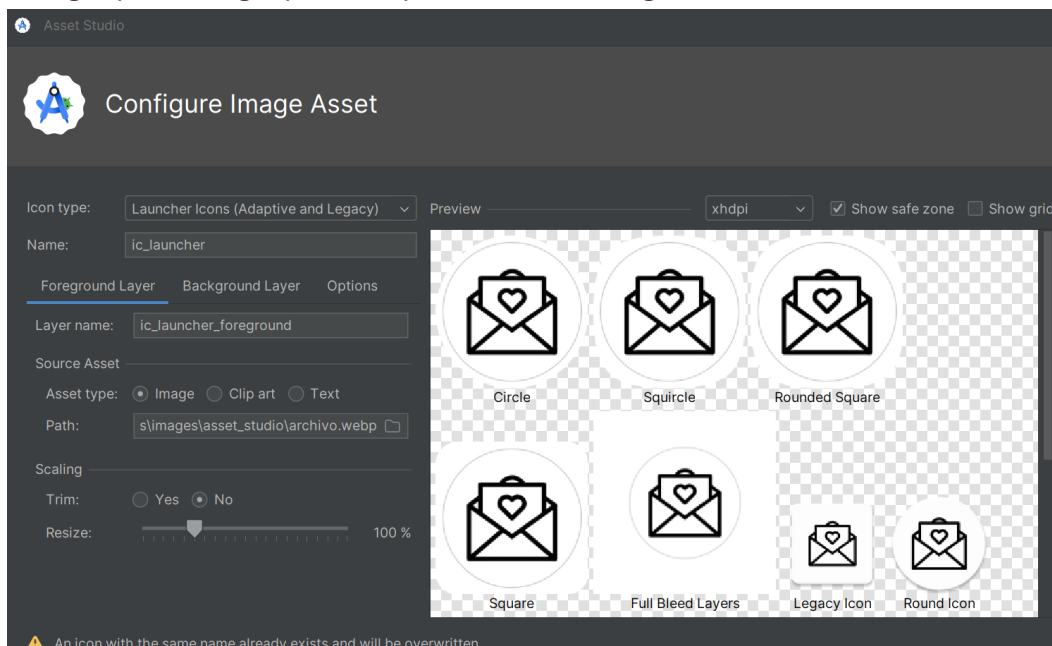 Asset Studio
Configure Image Asset
Icon type: Launcher Icons (Adaptive and Legacy)
Preview xhdpi Show safe zone Show grid
Name: ic_launcher
Foreground Layer Background Layer Options
Layer name: ic_launcher_foreground
Source Asset
Asset type: Image Clip art Text
Path: s\images\asset_studio\archivo.webp
Scaling
Trim: Yes No
Resize: 100 %
Circle Squircle Rounded Square
Square Full Bleed Layers Legacy Icon Round Icon
An icon with the same name already exists and will be overwritten